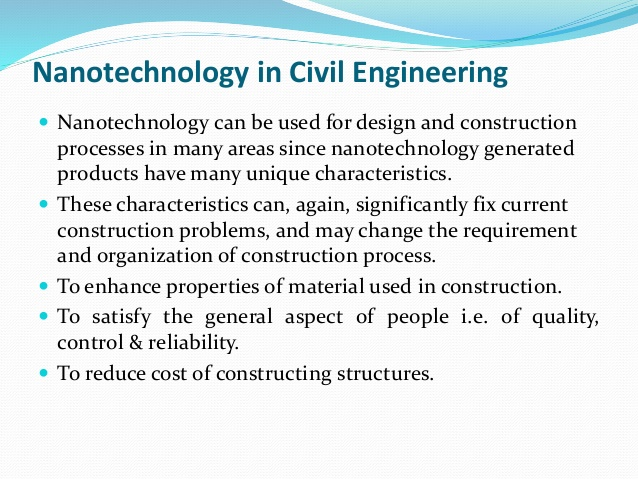 Nanotechnology in Civil Engineering
• Nanotechnology can be used for design and construction
processes in many areas since nanotechnology generated
products have many unique characteristics.
• These characteristics can, again, significantly fix current
construction problems, and may change the requirement
and organization of construction process.
• To enhance properties of material used in construction.
• To satisfy the general aspect of people i.e. of quality,
control & reliability.
• To reduce cost of constructing structures.